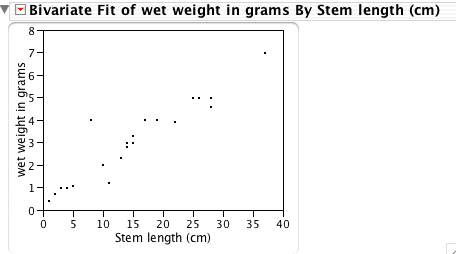 Bivariate Fit of wet weight in grams By Stem length (cm)
8
7
6
5
4
3
2
1
0
wet weight in grams
0 5 10 15 20 25 30 35 40
Stem length (cm)